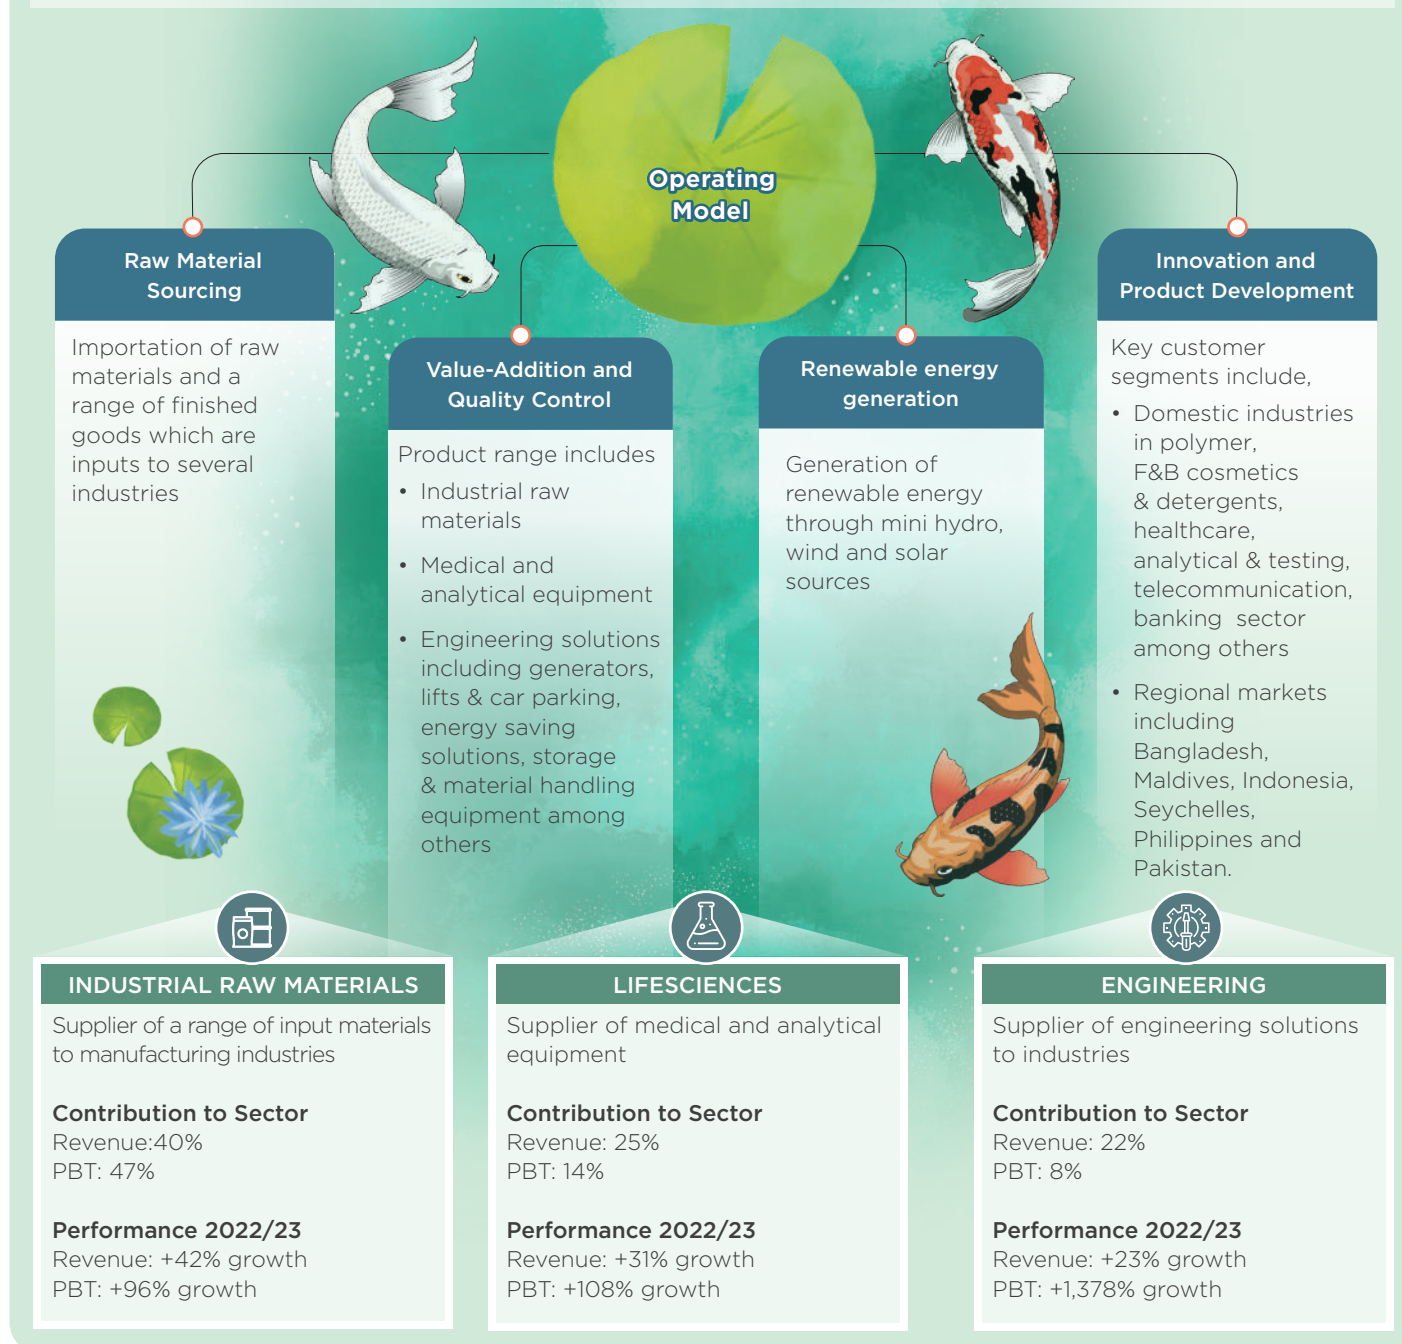 Operating
Model
Raw Material
Sourcing
Importation of raw
materials and a
range of finished
goods which are
inputs to several
industries
Value-Addition and
Quality Control
Product range includes
• Industrial raw
materials
• Medical and
analytical equipment
• Engineering solutions
including generators,
lifts & car parking,
energy saving
solutions, storage
& material handling
equipment among
others
Renewable energy
generation
Generation of
renewable energy
through mini hydro,
wind and solar
sources
Innovation and
Product Development
Key customer
segments include,
• Domestic industries
in polymer,
F&B cosmetics
& detergents,
healthcare,
analytical & testing,
telecommunication,
banking sector
among others
• Regional markets
including
Bangladesh,
Maldives, Indonesia,
Seychelles,
Philippines and
Pakistan.
INDUSTRIAL RAW MATERIALS
Supplier of a range of input materials
to manufacturing industries
Contribution to Sector
Revenue:40%
PBT: 47%
Performance 2022/23
Revenue: +42% growth
PBT: +96% growth
LIFESCIENCES
Supplier of medical and analytical
equipment
Contribution to Sector
Revenue: 25%
PBT: 14%
Performance 2022/23
Revenue: +31% growth
PBT: +108% growth
ENGINEERING
Supplier of engineering solutions
to industries
Contribution to Sector
Revenue: 22%
PBT: 8%
Performance 2022/23
Revenue: +23% growth
PBT: +1,378% growth